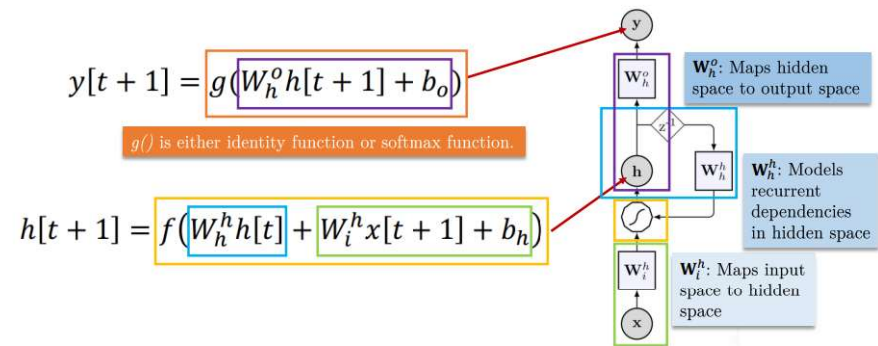 y[t + 1] = g(W_h^o h[t + 1] + b_o)
g() is either identity function or softmax function.
h[t + 1] = f(W_h^h h[t] + W_i^h x[t + 1] + b_h)
y
W_h^o
z^-1
h
W_h^h
W_i^h
x
W_h^o: Maps hidden
space to output space
W_h^h: Models
recurrent
dependencies
in hidden space
W_i^h: Maps input
space to hidden
space